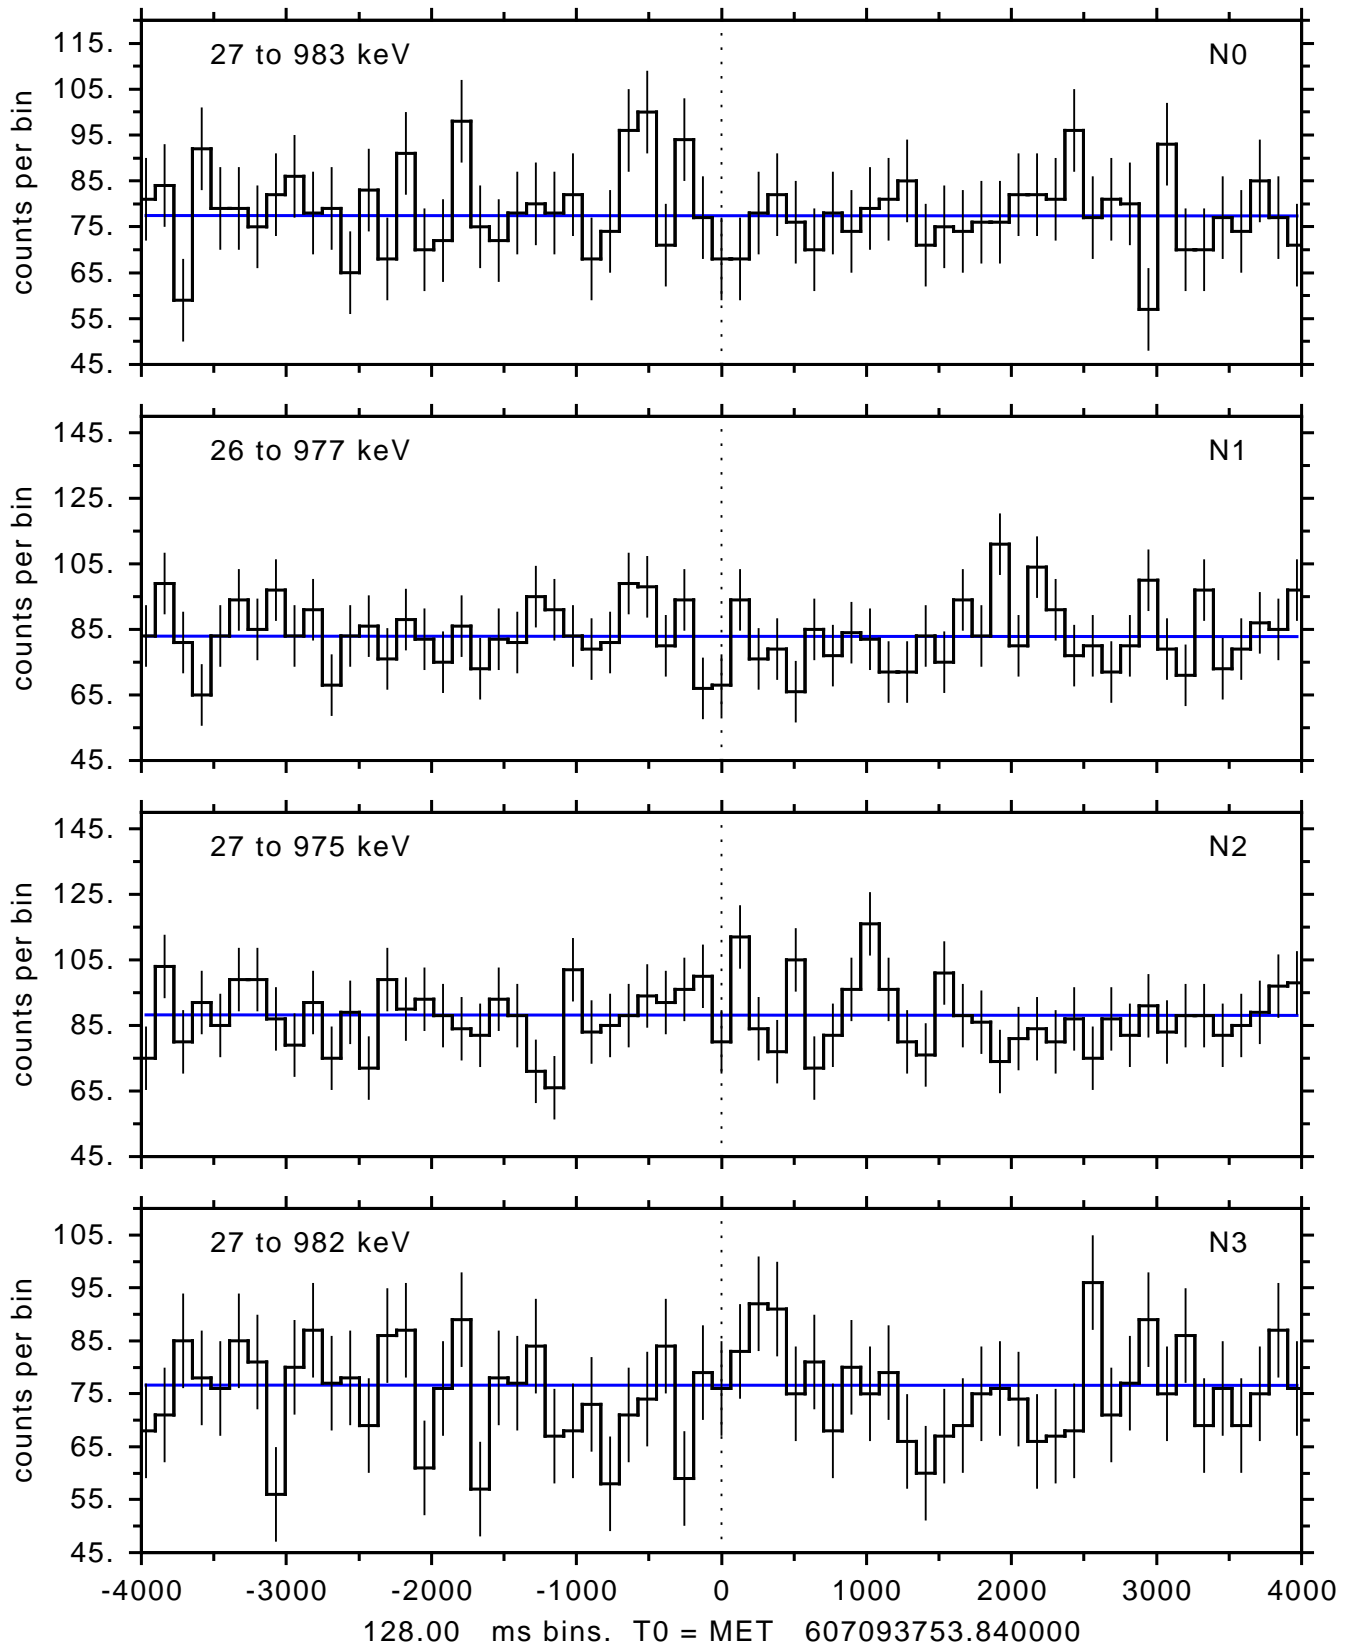 115.
105.
95.
85.
75.
65.
55.
45.
counts per bin
27 to 983 keV N0
145.
125.
105.
85.
65.
45.
counts per bin
26 to 977 keV N1
145.
125.
105.
85.
65.
45.
counts per bin
27 to 975 keV N2
105.
95.
85.
75.
65.
55.
45.
counts per bin
27 to 982 keV N3
-4000 -3000 -2000 -1000 0 1000 2000 3000 4000
128.00 ms bins. T0 = MET 607093753.840000